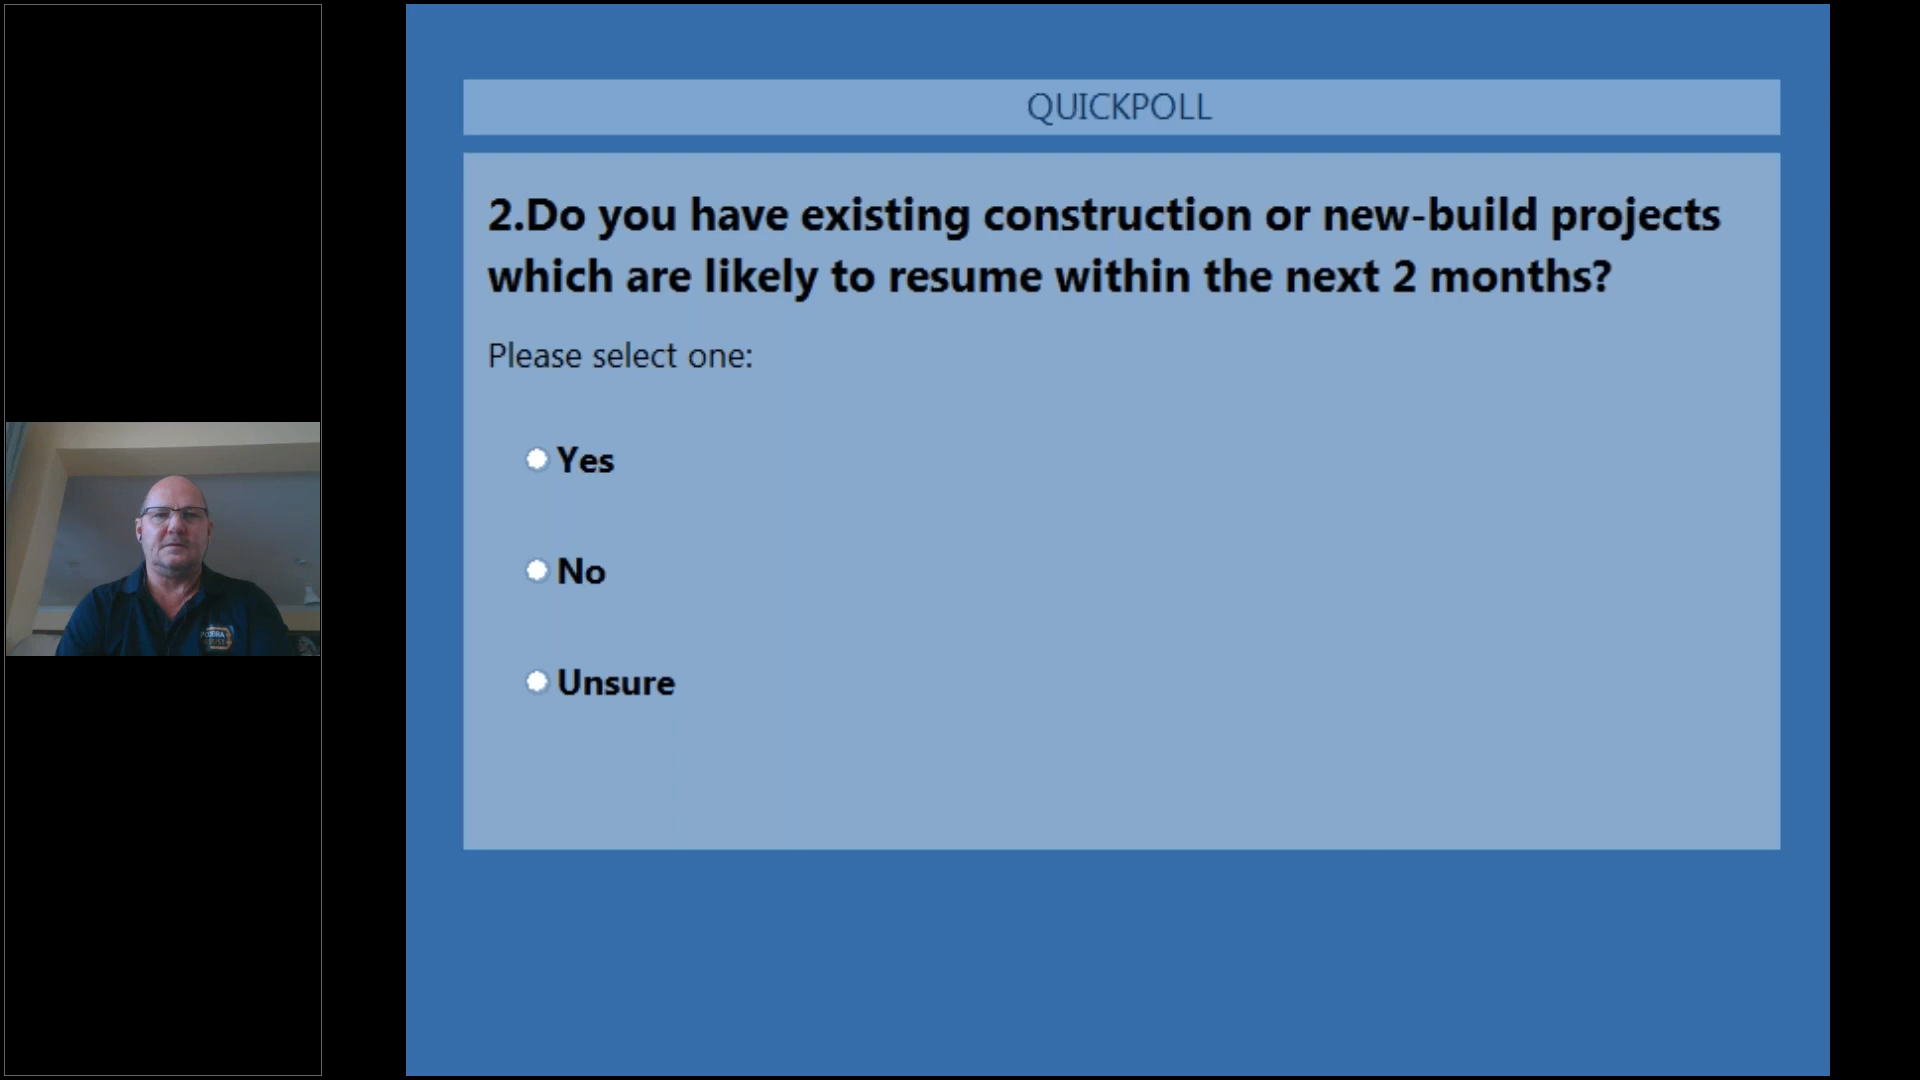 QUICKPOLL
2.Do you have existing construction or new-build projects
which are likely to resume within the next 2 months?
Please select one:
Yes
No
Unsure